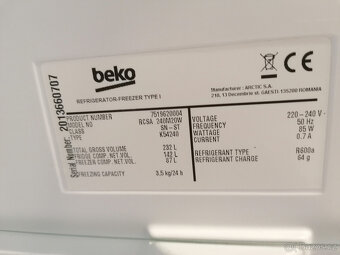 beko
CE
REFRIGERATOR-FREEZER TYPE I
Manufacturer : ARCTIC S.A.
210, 13 Decembrie st. GAESTI 135200 ROMANIA
Serial Number: 2013660707
PRODUCT NUMBER 7519620004
MODEL NO RCSA 240M20W
CLASS SN-ST
TYPE K54240
TOTAL GROSS VOLUME 232 L
FRIDGE COMP. NET VOL. 142 L
FREEZER COMP. NET VOL. 87 L
FREEZING CAPACITY 3.5 kg/24 h
VOLTAGE 220-240 V~
FREQUENCY 50 Hz
WATTAGE 85 W
CURRENT 0.7 A
REFRIGERANT TYPE R600a
REFRIGERANT CHARGE 64 g